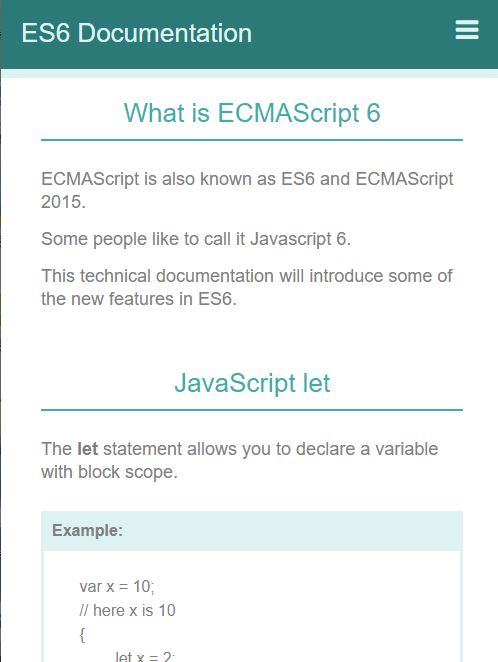 ES6 Documentation
What is ECMAScript 6
ECMAScript is also known as ES6 and ECMAScript
2015.
Some people like to call it Javascript 6.
This technical documentation will introduce some of
the new features in ES6.
JavaScript let
The let statement allows you to declare a variable
with block scope.
Example:
var x = 10;
// here x is 10
{
let x = 2;